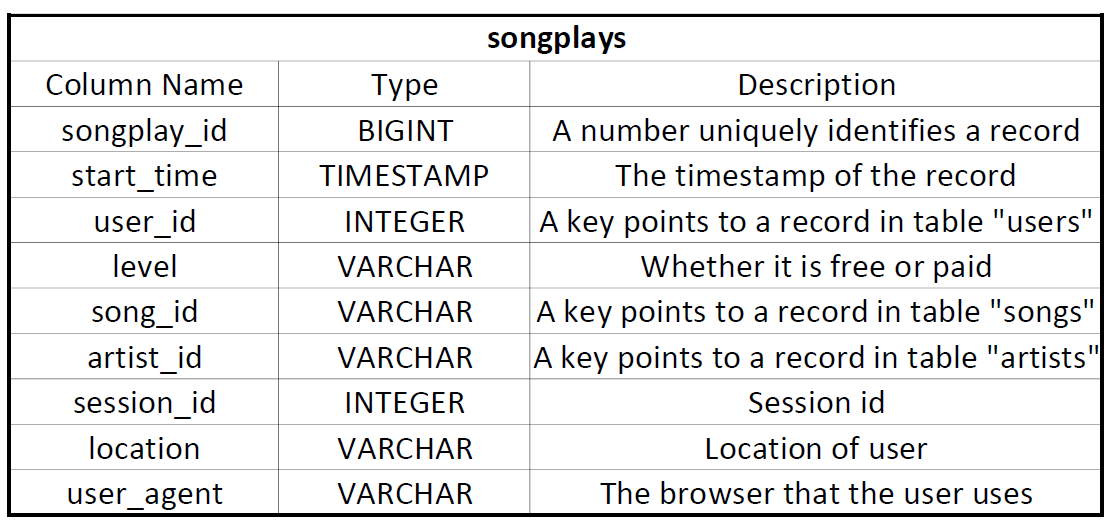 songplays
Column Name Type Description
songplay_id BIGINT A number uniquely identifies a record
start_time TIMESTAMP The timestamp of the record
user_id INTEGER A key points to a record in table "users"
level VARCHAR Whether it is free or paid
song_id VARCHAR A key points to a record in table "songs"
artist_id VARCHAR A key points to a record in table "artists"
session_id INTEGER Session id
location VARCHAR Location of user
user_agent VARCHAR The browser that the user uses